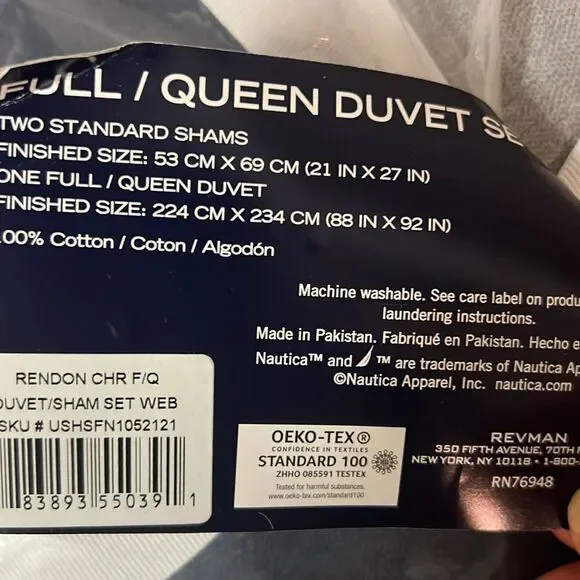 FULL / QUEEN DUVET SE
TWO STANDARD SHAMS
FINISHED SIZE: 53 CM X 69 CM (21 IN X 27 IN)
ONE FULL / QUEEN DUVET
FINISHED SIZE: 224 CM X 234 CM (88 IN X 92 IN)
100% Cotton / Coton / Algodón
Machine washable. See care label on produ
laundering instructions.
Made in Pakistan. Fabriqué en Pakistan. Hecho e
Nautica™ and ™ are trademarks of Nautica Ap
©Nautica Apparel, Inc. nautica.com
RENDON CHR F/Q
DUVET/SHAM SET WEB
SKU # USHSFN1052121
83893 55039 1
OEKO-TEX®
CONFIDENCE IN TEXTILES
STANDARD 100
ZHHO 085591 TESTEX
Tested for harmful substances.
www.oeko-tex.com/standard100
REVMAN
350 FIFTH AVENUE, 70TH F
NEW YORK, NY 10118 • 1-800-
RN76948